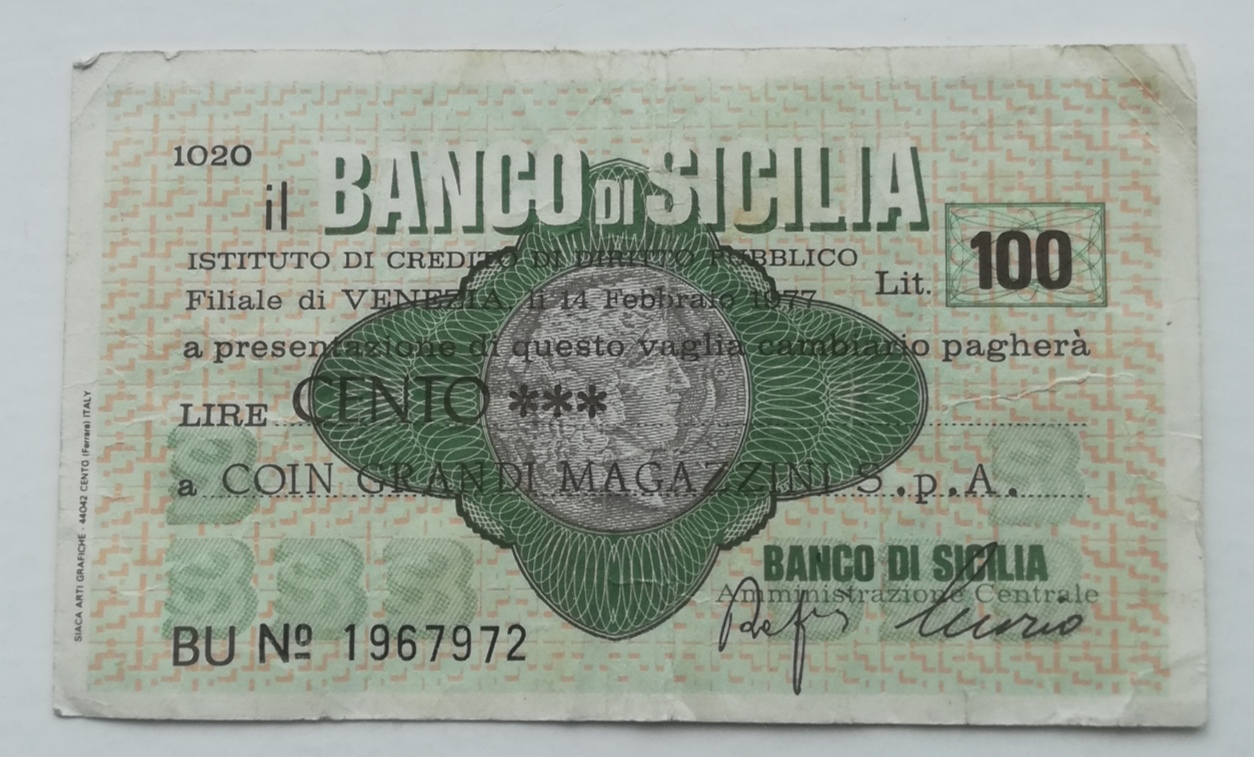 1020
il BANCO DI SICILIA
ISTITUTO DI CREDITO DI DIRITTO PUBBLICO
Filiale di VENEZIA, lì 14 Febbraio 1977
Lit. 100
a presentazione di questo vaglia cambiario pagherà
LIRE CENTO ***
a COIN GRANDI MAGAZZINI S.p.A.
BANCO DI SICILIA
Amministrazione Centrale
BU Nº 1967972
SIACA ARTI GRAFICHE - 44042 CENTO (Ferrara) ITALY